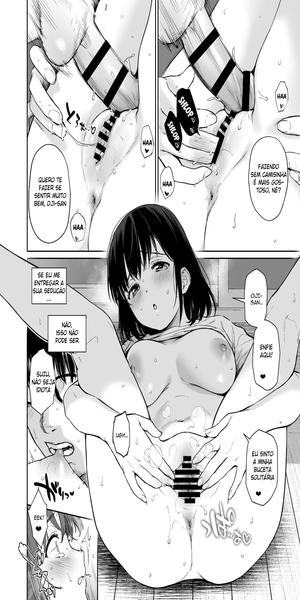 HAA
HAA
SHLOP
SHLOP
HAA
HAA
FAZENDO
SEM CAMISINHA
É MAIS GOS-
TOSO, NÉ?
QUERO
TE FAZER SE
SENTIR MUITO
BEM, OJI-SAN
SE EU ME
ENTREGAR A
SUA SEDUÇÃO
...
NÃO,
ISSO NÃO
PODE SER
OJI-
SAN...
ENFIE
AQUI!
SUZU,
NÃO SEJA
IDIOTA
UGH...
EU SINTO
A MINHA
BUCETA
SOLITÁRIA
EEK!